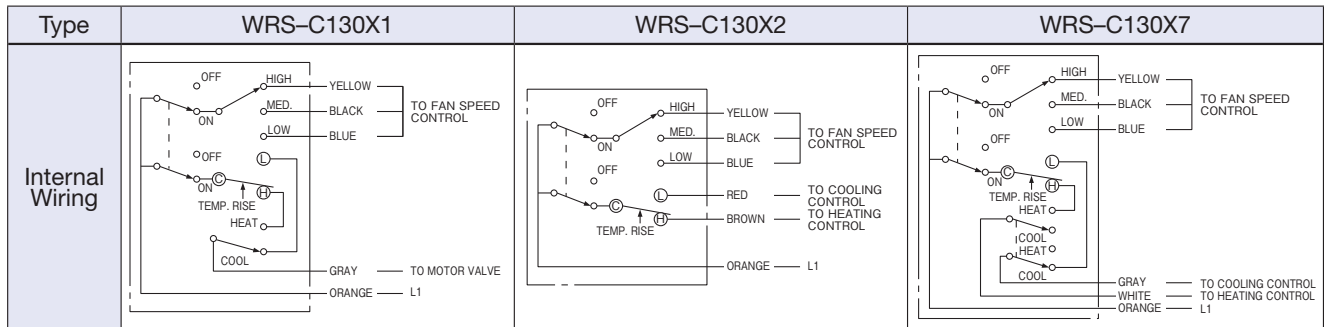 Type WRS–C130X1 WRS–C130X2 WRS–C130X7
Internal
Wiring
OFF
HIGH
YELLOW
MED.
BLACK
ON
LOW
BLUE
TO FAN SPEED
CONTROL
OFF
L
ON
C
H
TEMP. RISE
HEAT
COOL
GRAY
TO MOTOR VALVE
ORANGE
L1
OFF
HIGH
YELLOW
MED.
BLACK
ON
LOW
BLUE
TO FAN SPEED
CONTROL
OFF
L
RED
TO COOLING
CONTROL
ON
C
H
BROWN
TO HEATING
CONTROL
TEMP. RISE
ORANGE
L1
OFF
HIGH
YELLOW
MED.
BLACK
ON
LOW
BLUE
TO FAN SPEED
CONTROL
OFF
L
ON
C
H
TEMP. RISE
HEAT
COOL
HEAT
COOL
GRAY
TO COOLING CONTROL
WHITE
TO HEATING CONTROL
ORANGE
L1